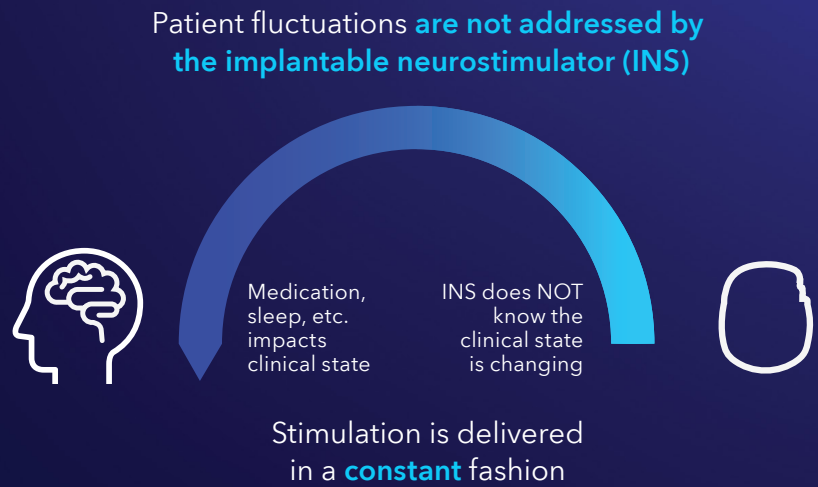 Patient fluctuations are not addressed by
the implantable neurostimulator (INS)
Medication,
sleep, etc.
impacts
clinical state
INS does NOT
know the
clinical state
is changing
Stimulation is delivered
in a constant fashion